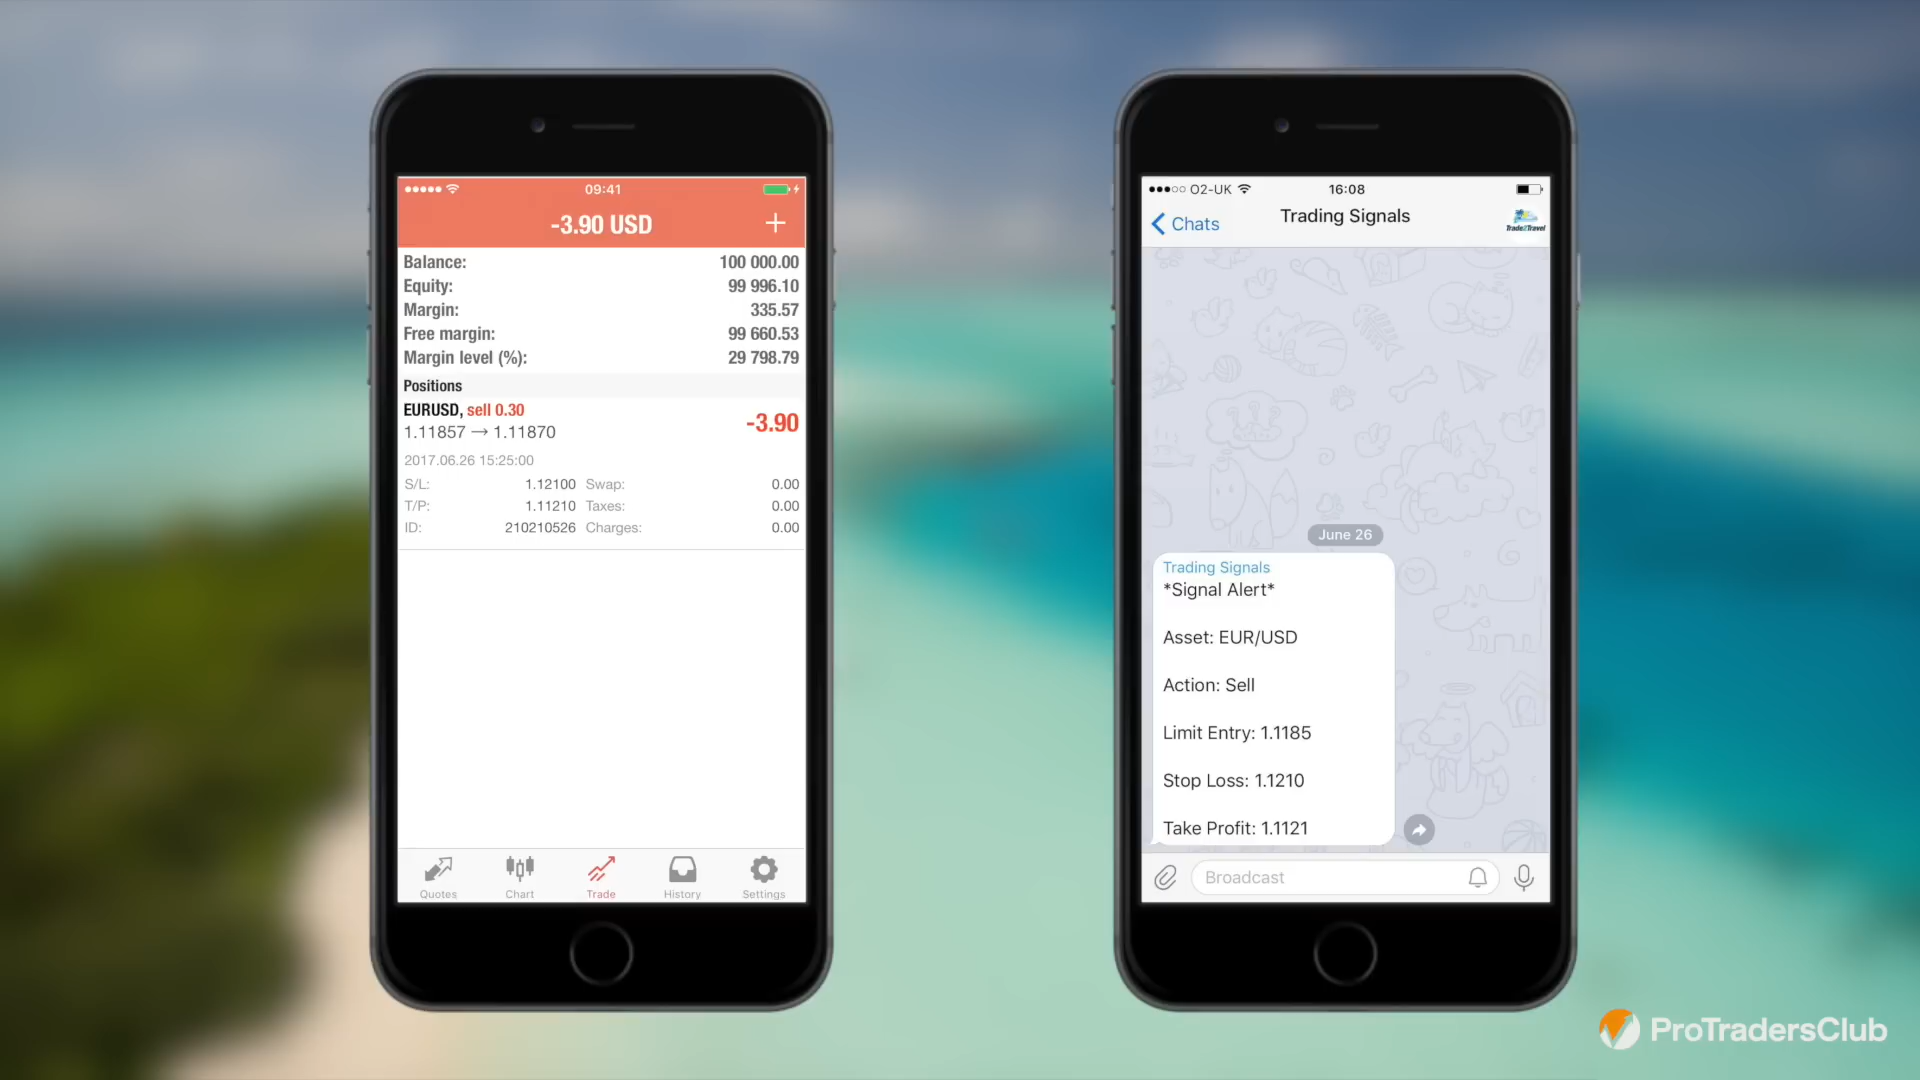 09:41
-3.90 USD
Balance: 100 000.00
Equity: 99 996.10
Margin: 335.57
Free margin: 99 660.53
Margin level (%): 29 798.79
Positions
EURUSD, sell 0.30
-3.90
1.11857 → 1.11870
2017.06.26 15:25:00
S/L: 1.12100 Swap: 0.00
T/P: 1.11210 Taxes: 0.00
ID: 210210526 Charges: 0.00
Quotes Chart Trade History Settings
O2-UK 16:08
Chats Trading Signals
Trade2Travel
June 26
Trading Signals
*Signal Alert*
Asset: EUR/USD
Action: Sell
Limit Entry: 1.1185
Stop Loss: 1.1210
Take Profit: 1.1121
Broadcast
ProTradersClub